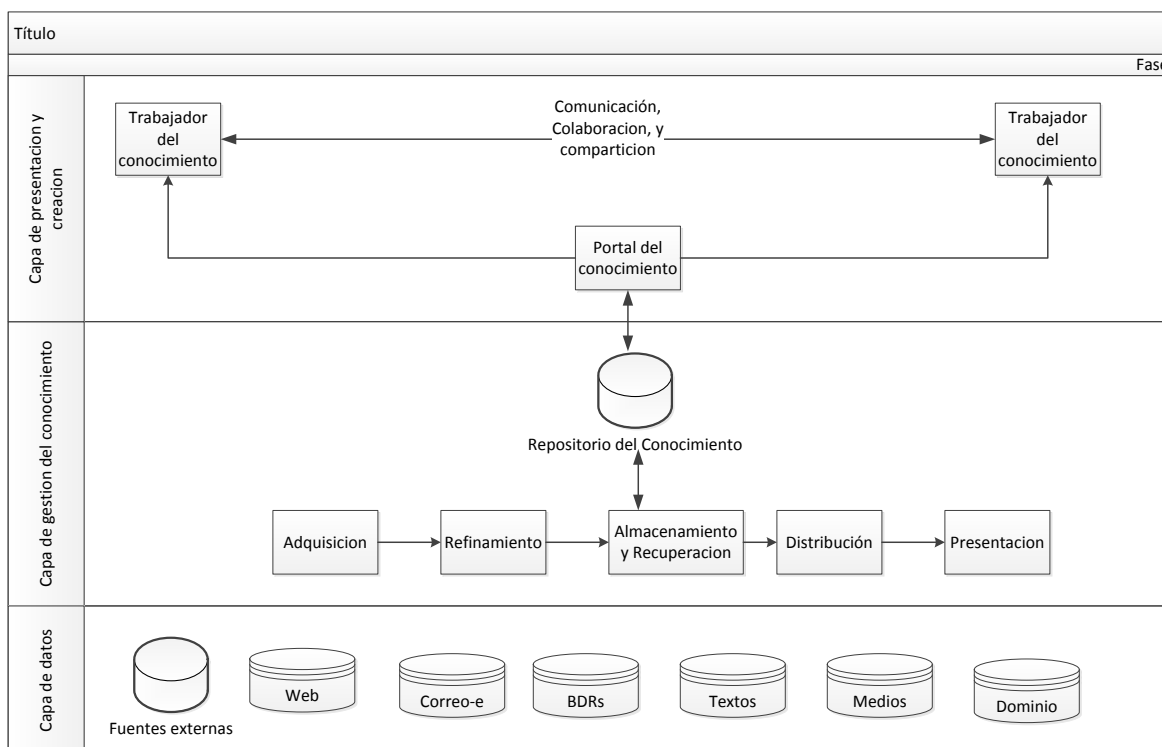 Título
Fase
Capa de presentacion y
creacion
Trabajador
del
conocimiento
Comunicación,
Colaboracion, y
comparticion
Trabajador
del
conocimiento
Portal del
conocimiento
Capa de gestion del conocimiento
Repositorio del Conocimiento
Adquisicion
Refinamiento
Almacenamiento
y Recuperacion
Distribución
Presentacion
Capa de datos
Fuentes externas
Web
Correo-e
BDRs
Textos
Medios
Dominio